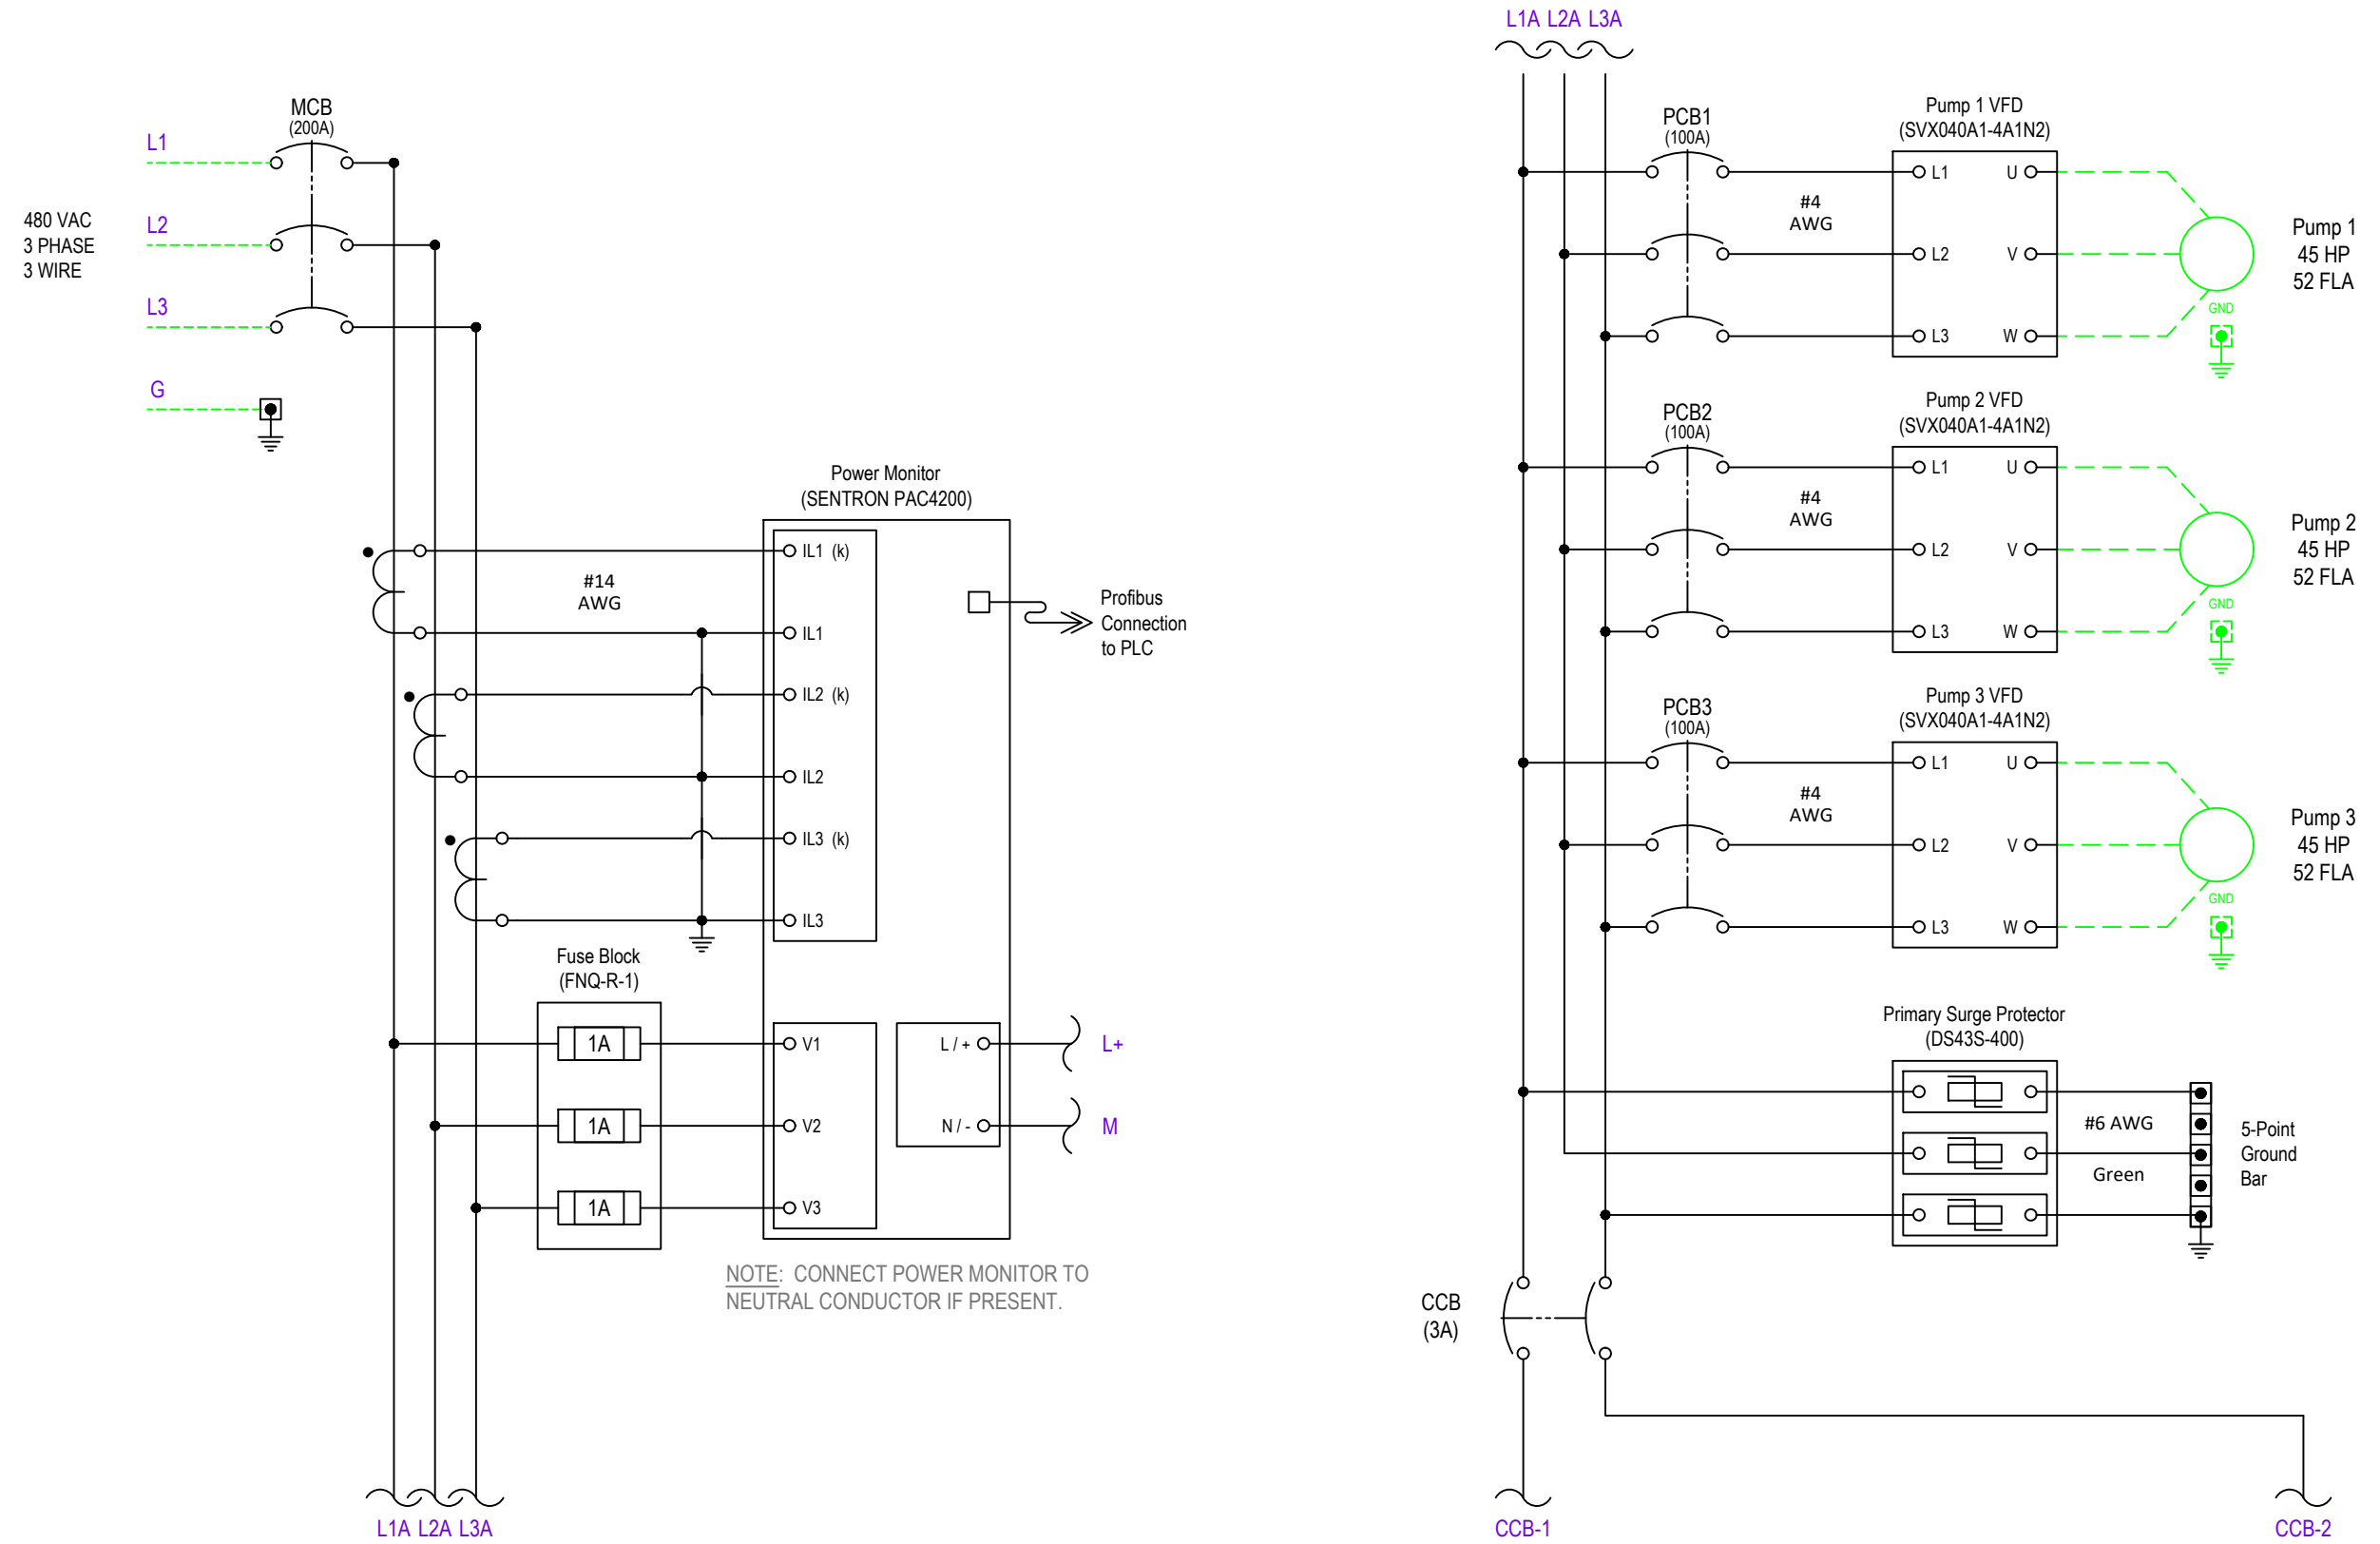 MCB
(200A)
L1
L2
L3
G
480 VAC
3 PHASE
3 WIRE
Power Monitor
(SENTRON PAC4200)
IL1 (k)
IL1
IL2 (k)
IL2
IL3 (k)
IL3
#14
AWG
Profibus
Connection
to PLC
Fuse Block
(FNQ-R-1)
1A
1A
1A
V1
V2
V3
L / +
N / -
L+
M
NOTE: CONNECT POWER MONITOR TO
NEUTRAL CONDUCTOR IF PRESENT.
L1A L2A L3A
L1A L2A L3A
PCB1
(100A)
#4
AWG
Pump 1 VFD
(SVX040A1-4A1N2)
L1
U
L2
V
L3
W
GND
Pump 1
45 HP
52 FLA
PCB2
(100A)
#4
AWG
Pump 2 VFD
(SVX040A1-4A1N2)
L1
U
L2
V
L3
W
GND
Pump 2
45 HP
52 FLA
PCB3
(100A)
#4
AWG
Pump 3 VFD
(SVX040A1-4A1N2)
L1
U
L2
V
L3
W
GND
Pump 3
45 HP
52 FLA
Primary Surge Protector
(DS43S-400)
#6 AWG
Green
5-Point
Ground
Bar
CCB
(3A)
CCB-1
CCB-2